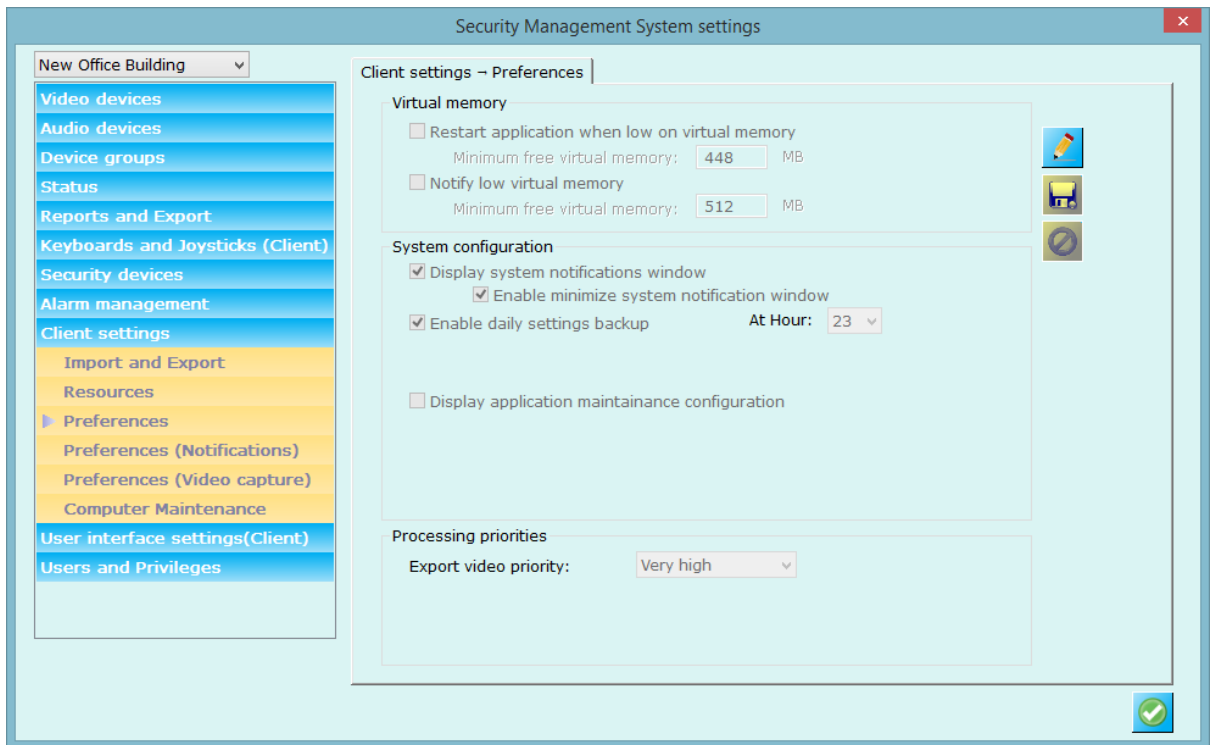 Security Management System settings
New Office Building
Video devices
Audio devices
Device groups
Status
Reports and Export
Keyboards and Joysticks (Client)
Security devices
Alarm management
Client settings
Import and Export
Resources
Preferences
Preferences (Notifications)
Preferences (Video capture)
Computer Maintenance
User interface settings(Client)
Users and Privileges
Client settings → Preferences
Virtual memory
Restart application when low on virtual memory
Minimum free virtual memory: 448 MB
Notify low virtual memory
Minimum free virtual memory: 512 MB
System configuration
Display system notifications window
Enable minimize system notification window
Enable daily settings backup At Hour: 23
Display application maintainance configuration
Processing priorities
Export video priority: Very high